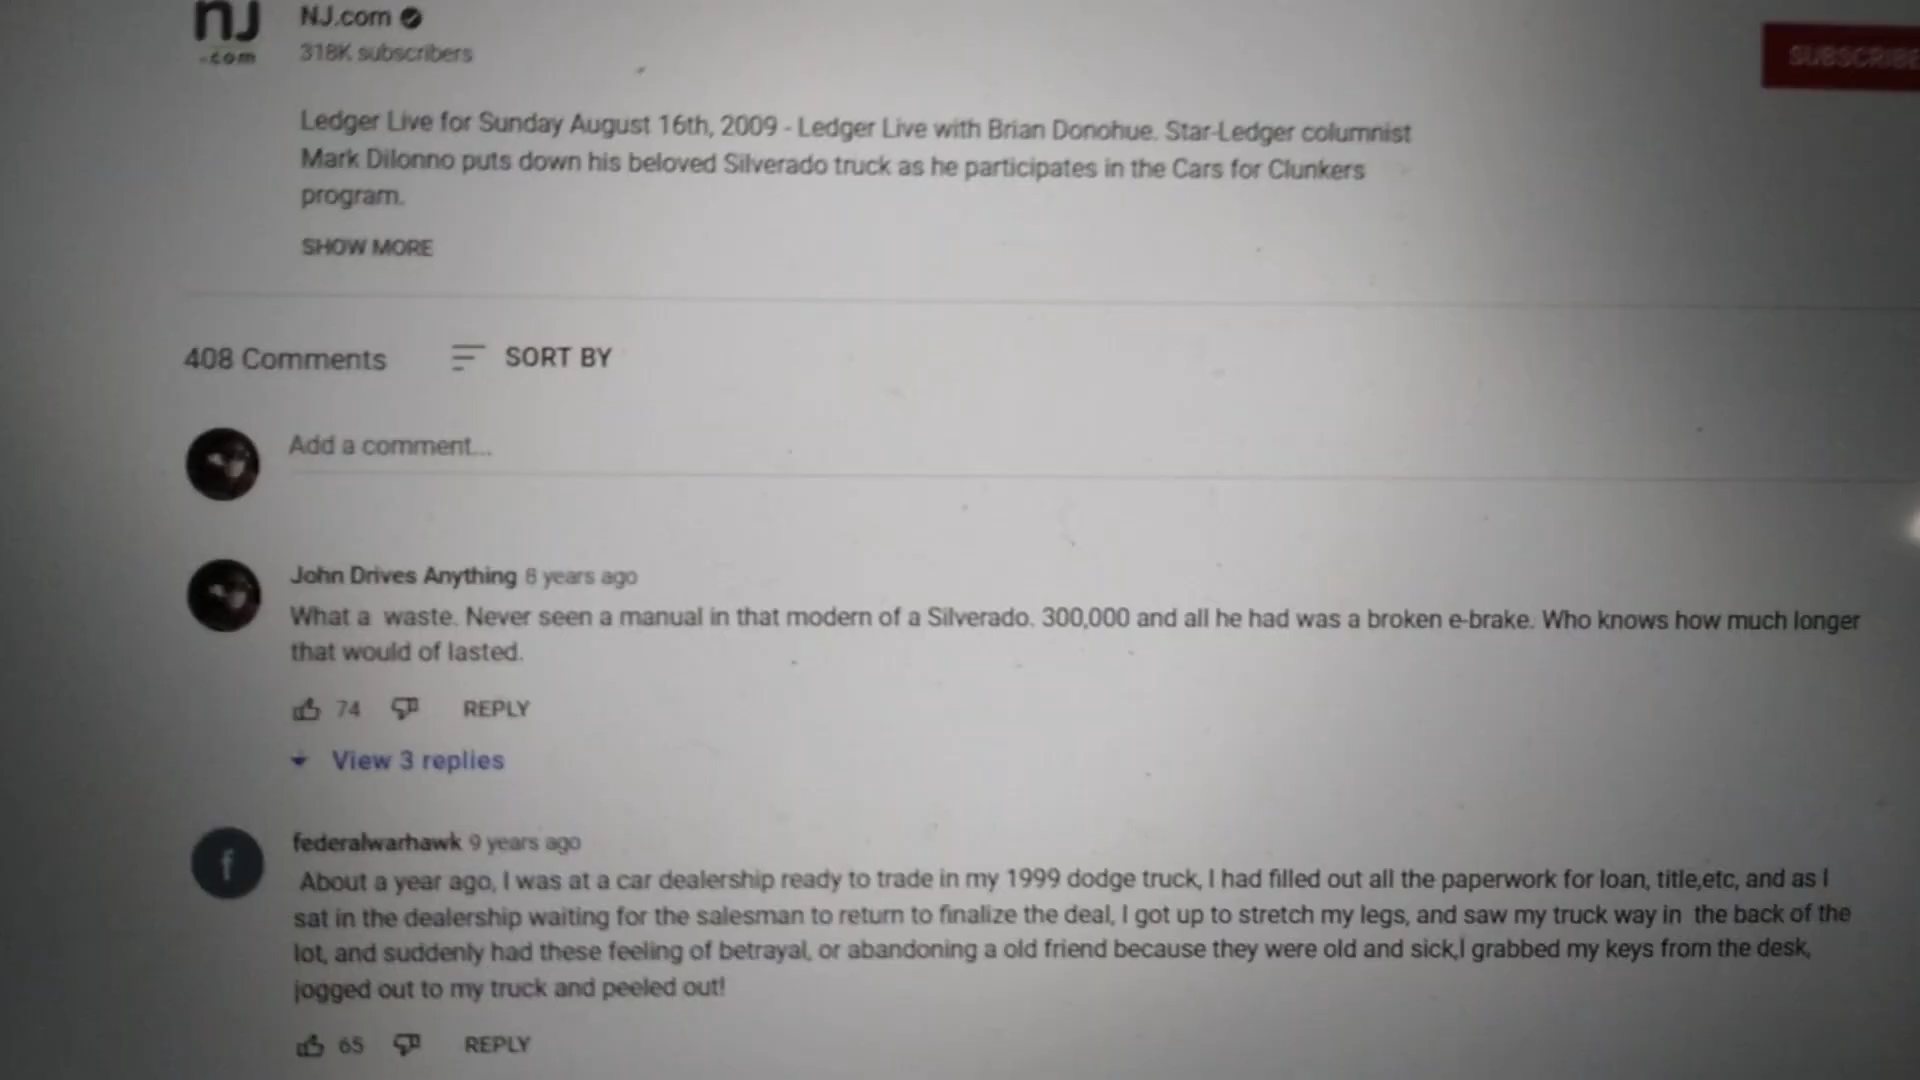 nJ
.com
NJ.com
318K subscribers
SUBSCRIBE
Ledger Live for Sunday August 16th, 2009 - Ledger Live with Brian Donohue. Star-Ledger columnist
Mark DiIonno puts down his beloved Silverado truck as he participates in the Cars for Clunkers
program.
SHOW MORE
408 Comments
SORT BY
Add a comment...
John Drives Anything 8 years ago
What a waste. Never seen a manual in that modern of a Silverado. 300,000 and all he had was a broken e-brake. Who knows how much longer
that would of lasted.
74 REPLY
View 3 replies
f
federalwarhawk 9 years ago
About a year ago, I was at a car dealership ready to trade in my 1999 dodge truck, I had filled out all the paperwork for loan, title,etc, and as I
sat in the dealership waiting for the salesman to return to finalize the deal, I got up to stretch my legs, and saw my truck way in the back of the
lot, and suddenly had these feeling of betrayal, or abandoning a old friend because they were old and sick,I grabbed my keys from the desk,
jogged out to my truck and peeled out!
65 REPLY